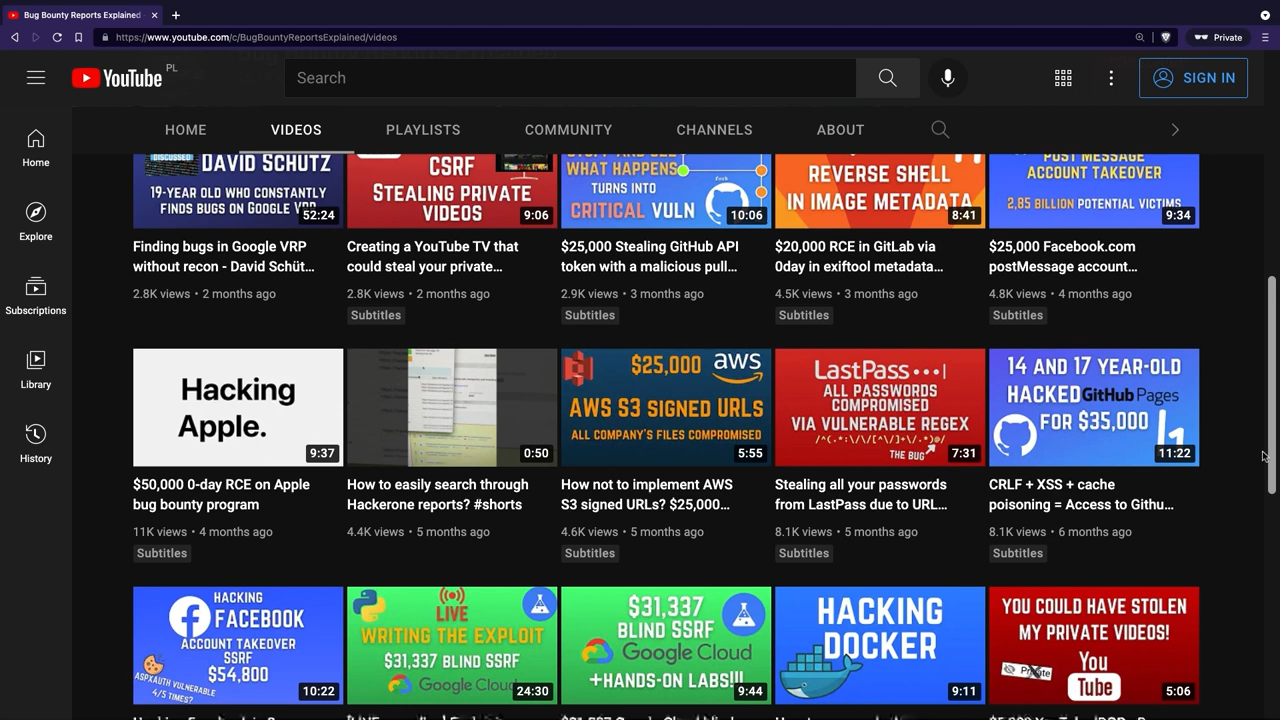 Bug Bounty Reports Explained
https://www.youtube.com/c/BugBountyReportsExplained/videos
Private
YouTube PL
Search
SIGN IN
HOME VIDEOS PLAYLISTS COMMUNITY CHANNELS ABOUT
Home
Explore
Subscriptions
Library
History
DAVID SCHUTZ
19-YEAR OLD WHO CONSTANTLY
FINDS BUGS ON GOOGLE VRP
52:24
Finding bugs in Google VRP
without recon - David Schüt...
2.8K views • 2 months ago
CSRF
STEALING PRIVATE
VIDEOS
9:06
Creating a YouTube TV that
could steal your private...
2.8K views • 2 months ago
Subtitles
WHAT HAPPENS
fork
TURNS INTO
CRITICAL VULN
10:06
$25,000 Stealing GitHub API
token with a malicious pull...
2.9K views • 3 months ago
Subtitles
REVERSE SHELL
IN IMAGE METADATA
8:41
$20,000 RCE in GitLab via
0day in exiftool metadata...
4.5K views • 3 months ago
Subtitles
POST MESSAGE
ACCOUNT TAKEOVER
2,85 BILLION POTENTIAL VICTIMS
9:34
$25,000 Facebook.com
postMessage account...
4.8K views • 4 months ago
Subtitles
Hacking
Apple.
9:37
$50,000 0-day RCE on Apple
bug bounty program
11K views • 4 months ago
Subtitles
0:50
How to easily search through
Hackerone reports? #shorts
4.4K views • 5 months ago
$25,000 aws
AWS S3 SIGNED URLS
ALL COMPANY'S FILES COMPROMISED
5:55
How not to implement AWS
S3 signed URLs? $25,000...
4.6K views • 5 months ago
Subtitles
LastPass
ALL PASSWORDS
COMPROMISED
VIA VULNERABLE REGEX
THE BUG
7:31
Stealing all your passwords
from LastPass due to URL...
8.1K views • 5 months ago
Subtitles
14 AND 17 YEAR-OLD
HACKED GitHub Pages
FOR $35,000
11:22
CRLF + XSS + cache
poisoning = Access to Githu...
8.1K views • 6 months ago
Subtitles
HACKING
FACEBOOK
ACCOUNT TAKEOVER
SSRF
$54,800
ASPXAUTH VULNERABLE
4/5 TIMES?
10:22
LIVE
WRITING THE EXPLOIT
$31,337 BLIND SSRF
Google Cloud
24:30
$31,337
BLIND SSRF
Google Cloud
+HANDS-ON LABS!!!
9:44
HACKING
DOCKER
9:11
YOU COULD HAVE STOLEN
MY PRIVATE VIDEOS!
Private
You
Tube
5:06